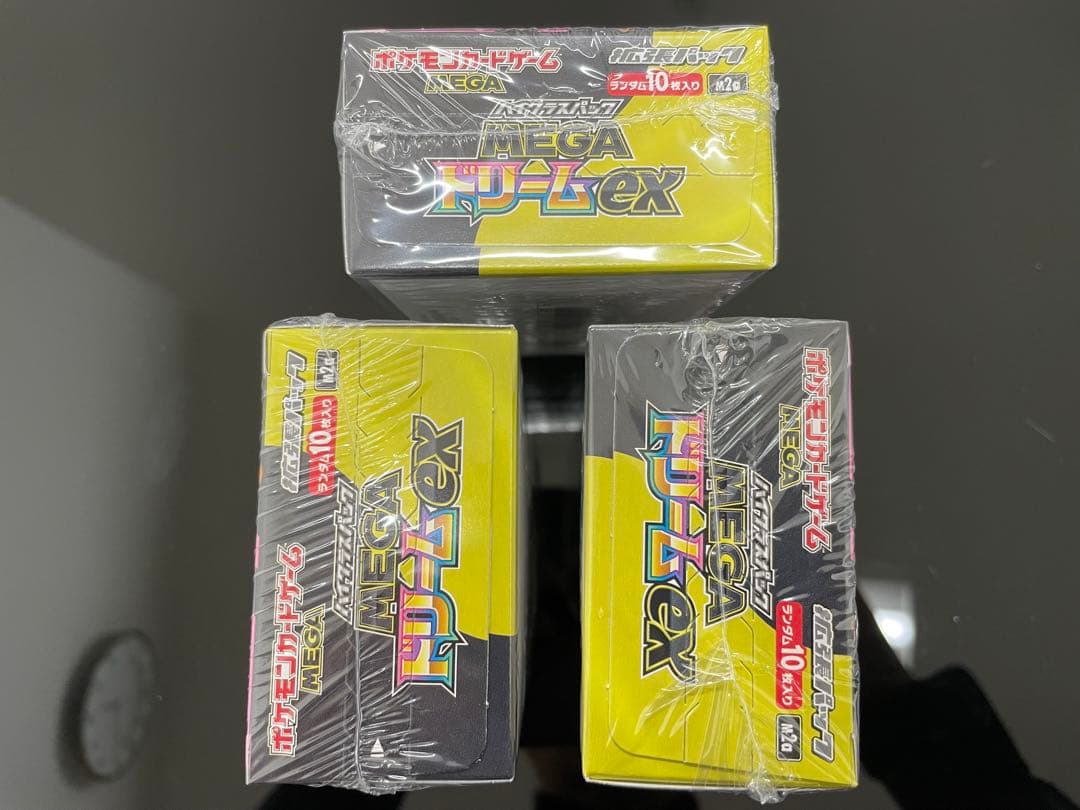 ポケモンカードゲーム
MEGA
拡張パック
ランダム10枚入り
M2a
ハイクラスパック
MEGA
ドリームex
拡張パック
ランダム10枚入り
M2a
ハイクラスパック
MEGA
ドリームex
ポケモンカードゲーム
MEGA
ポケモンカードゲーム
MEGA
ハイクラスパック
MEGA
ドリームex
拡張パック
ランダム10枚入り
M2a